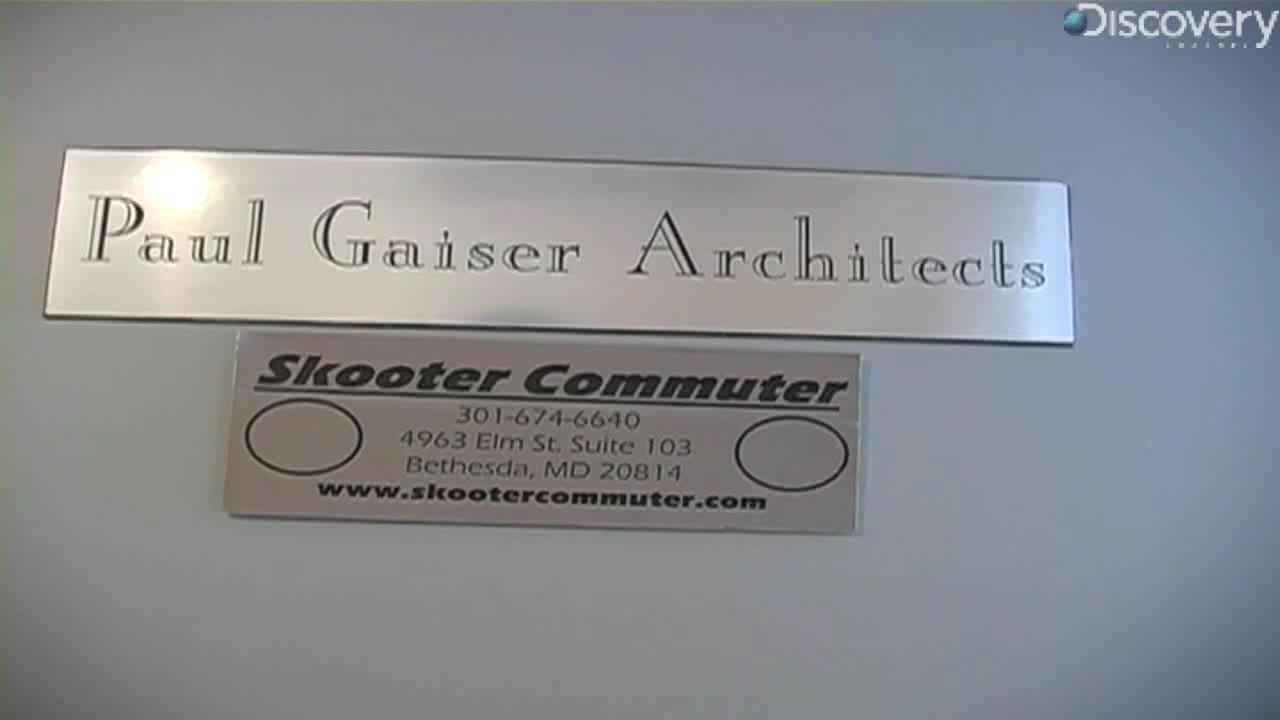 Discovery
CHANNEL
Paul Gaiser Architects
Skooter Commuter
301-674-6640
4963 Elm St. Suite 103
Bethesda, MD 20814
www.skootercommuter.com